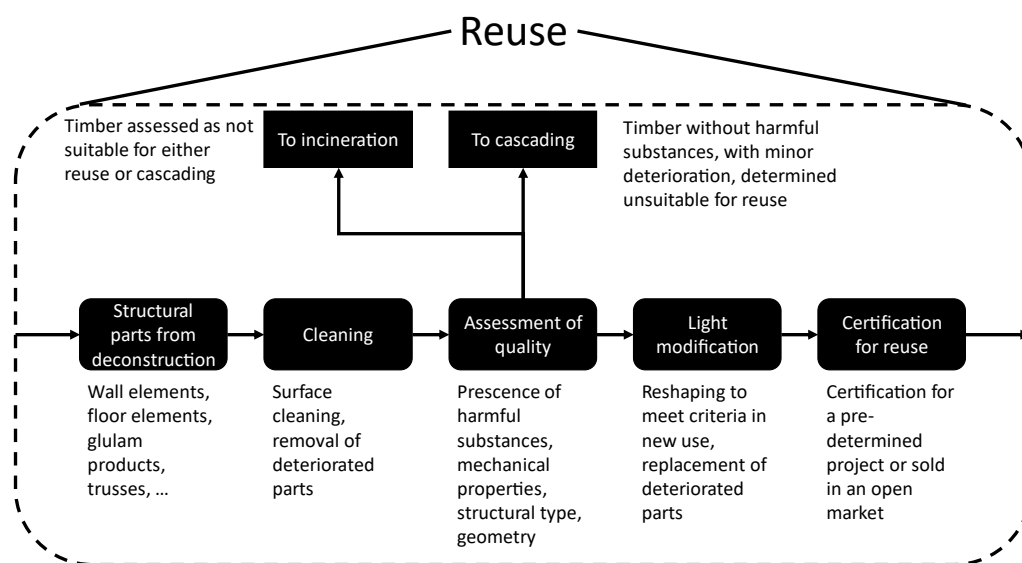 Reuse
Timber assessed as not
suitable for either
reuse or cascading
To incineration
To cascading
Timber without harmful
substances, with minor
deterioration, determined
unsuitable for reuse
Structural
parts from
deconstruction
Cleaning
Assessment of
quality
Light
modification
Certification
for reuse
Wall elements,
floor elements,
glulam
products,
trusses, ...
Surface
cleaning,
removal of
deteriorated
parts
Prescence of
harmful
substances,
mechanical
properties,
structural type,
geometry
Reshaping to
meet criteria in
new use,
replacement of
deteriorated
parts
Certification for
a pre-
determined
project or sold
in an open
market